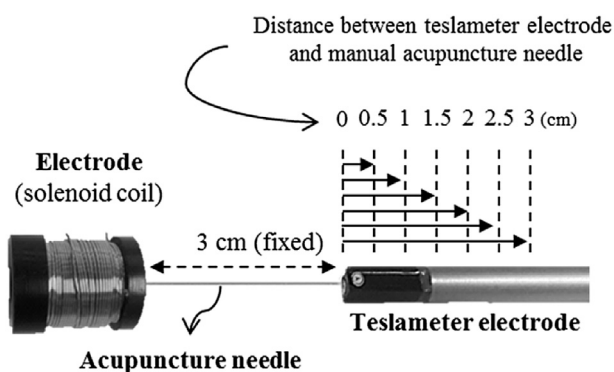 Distance between teslameter electrode
and manual acupuncture needle
0 0.5 1 1.5 2 2.5 3 (cm)
Electrode
(solenoid coil)
3 cm (fixed)
Teslameter electrode
Acupuncture needle